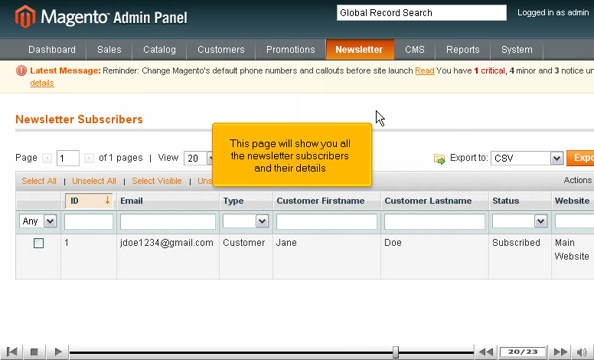 Magento™ Admin Panel
Global Record Search
Logged in as admin
Dashboard Sales Catalog Customers Promotions Newsletter CMS Reports System
Latest Message: Reminder: Change Magento's default phone numbers and callouts before site launch Read You have 1 critical, 4 minor and 3 notice
details
Newsletter Subscribers
This page will show you all
the newsletter subscribers
and their details
Page 1 of 1 pages | View 20
Export to: CSV
Select All | Unselect All | Select Visible |
Actions
ID Email Type Customer Firstname Customer Lastname Status Website
Any
1 jdoe1234@gmail.com Customer Jane Doe Subscribed Main
Website
20/23